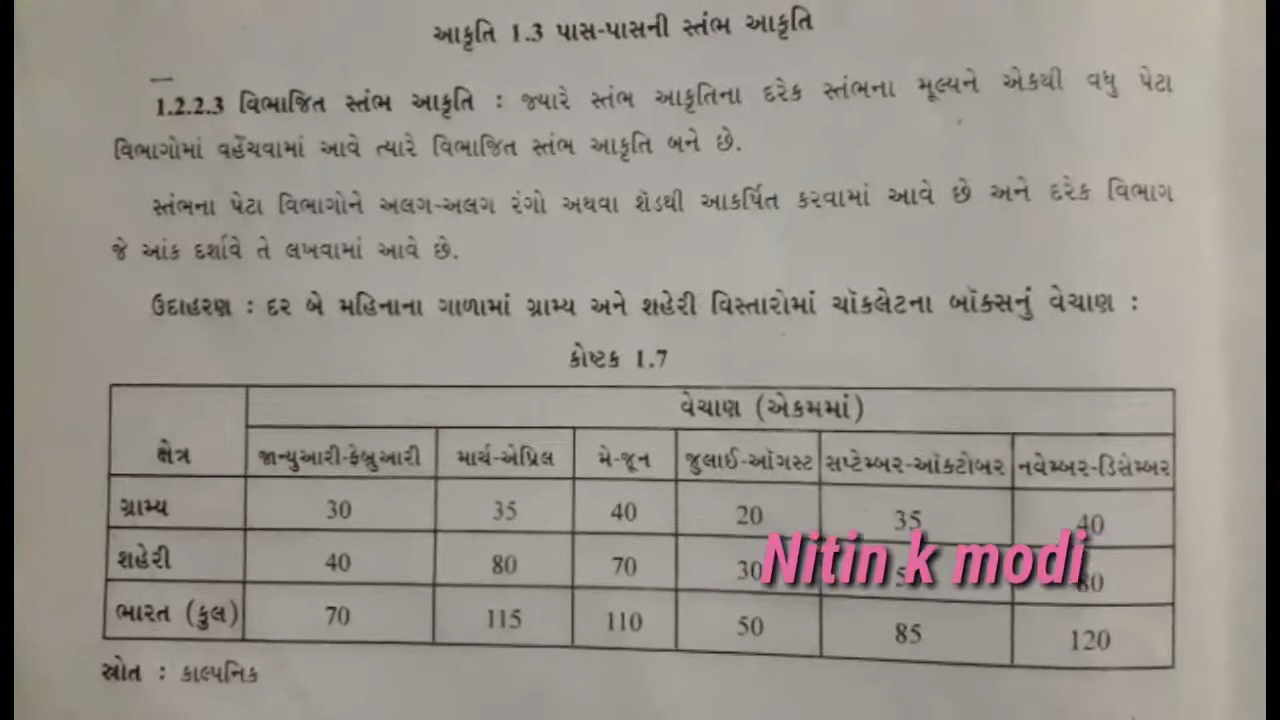 આકૃતિ 1.3 પાસ-પાસની સ્તંભ આકૃતિ
1.2.2.3 વિભાજિત સ્તંભ આકૃતિ : જ્યારે સ્તંભ આકૃતિના દરેક સ્તંભના મૂલ્યને એકથી વધુ પેટા
વિભાગોમાં વહેંચવામાં આવે ત્યારે વિભાજિત સ્તંભ આકૃતિ બને છે.
સ્તંભના પેટા વિભાગોને અલગ-અલગ રંગો અથવા શૅડથી આકર્ષિત કરવામાં આવે છે અને દરેક વિભાગ
જે આંક દર્શાવે તે લખવામાં આવે છે.
ઉદાહરણ : દર બે મહિનાના ગાળામાં ગ્રામ્ય અને શહેરી વિસ્તારોમાં ચૉકલેટના બૉક્સનું વેચાણ :
કોષ્ટક 1.7
વેચાણ (એકમમાં)
ક્ષેત્ર જાન્યુઆરી-ફેબ્રુઆરી માર્ચ-એપ્રિલ મે-જૂન જુલાઈ-ઑગસ્ટ સપ્ટેમ્બર-ઑક્ટોબર નવેમ્બર-ડિસેમ્બર
ગ્રામ્ય 30 35 40 20 35 40
Nitin k modi
શહેરી 40 80 70 30 80
ભારત (કુલ) 70 115 110 50 85 120
સ્રોત : કાલ્પનિક